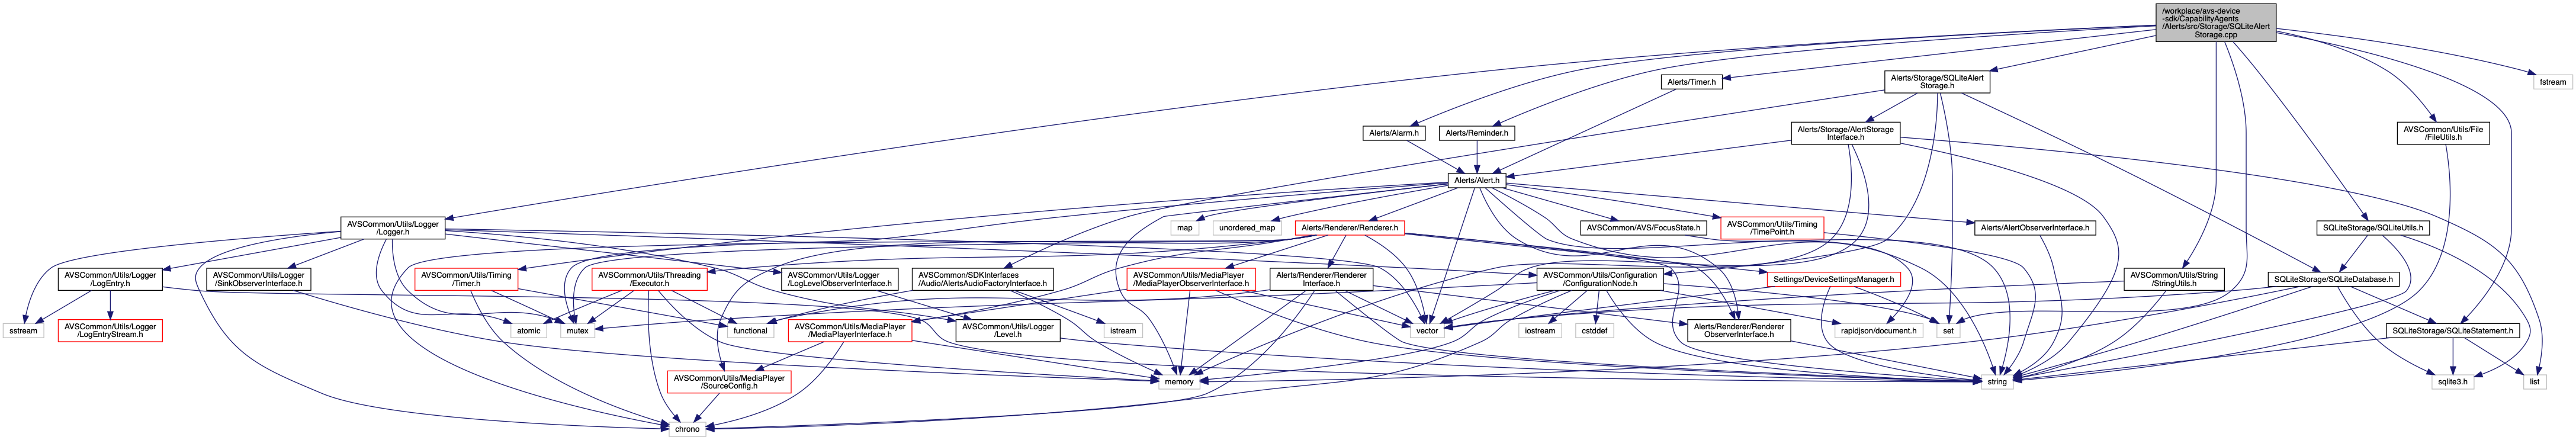 /workplace/avs-device
-sdk/CapabilityAgents
/Alerts/src/Storage/SQLiteAlert
Storage.cpp
Alerts/Timer.h
Alerts/Storage/SQLiteAlert
Storage.h
fstream
Alerts/Alarm.h
Alerts/Reminder.h
Alerts/Storage/AlertStorage
Interface.h
AVSCommon/Utils/File
/FileUtils.h
Alerts/Alert.h
AVSCommon/Utils/Logger
/Logger.h
map
unordered_map
Alerts/Renderer/Renderer.h
AVSCommon/AVS/FocusState.h
AVSCommon/Utils/Timing
/TimePoint.h
Alerts/AlertObserverInterface.h
SQLiteStorage/SQLiteUtils.h
AVSCommon/Utils/Logger
/LogEntry.h
AVSCommon/Utils/Logger
/SinkObserverInterface.h
AVSCommon/Utils/Timing
/Timer.h
AVSCommon/Utils/Threading
/Executor.h
AVSCommon/Utils/Logger
/LogLevelObserverInterface.h
AVSCommon/SDKInterfaces
/Audio/AlertsAudioFactoryInterface.h
AVSCommon/Utils/MediaPlayer
/MediaPlayerObserverInterface.h
Alerts/Renderer/Renderer
Interface.h
AVSCommon/Utils/Configuration
/ConfigurationNode.h
Settings/DeviceSettingsManager.h
AVSCommon/Utils/String
/StringUtils.h
SQLiteStorage/SQLiteDatabase.h
sstream
AVSCommon/Utils/Logger
/LogEntryStream.h
atomic
mutex
functional
AVSCommon/Utils/MediaPlayer
/MediaPlayerInterface.h
AVSCommon/Utils/Logger
/Level.h
istream
vector
iostream
cstddef
rapidjson/document.h
set
Alerts/Renderer/Renderer
ObserverInterface.h
SQLiteStorage/SQLiteStatement.h
AVSCommon/Utils/MediaPlayer
/SourceConfig.h
memory
string
sqlite3.h
list
chrono